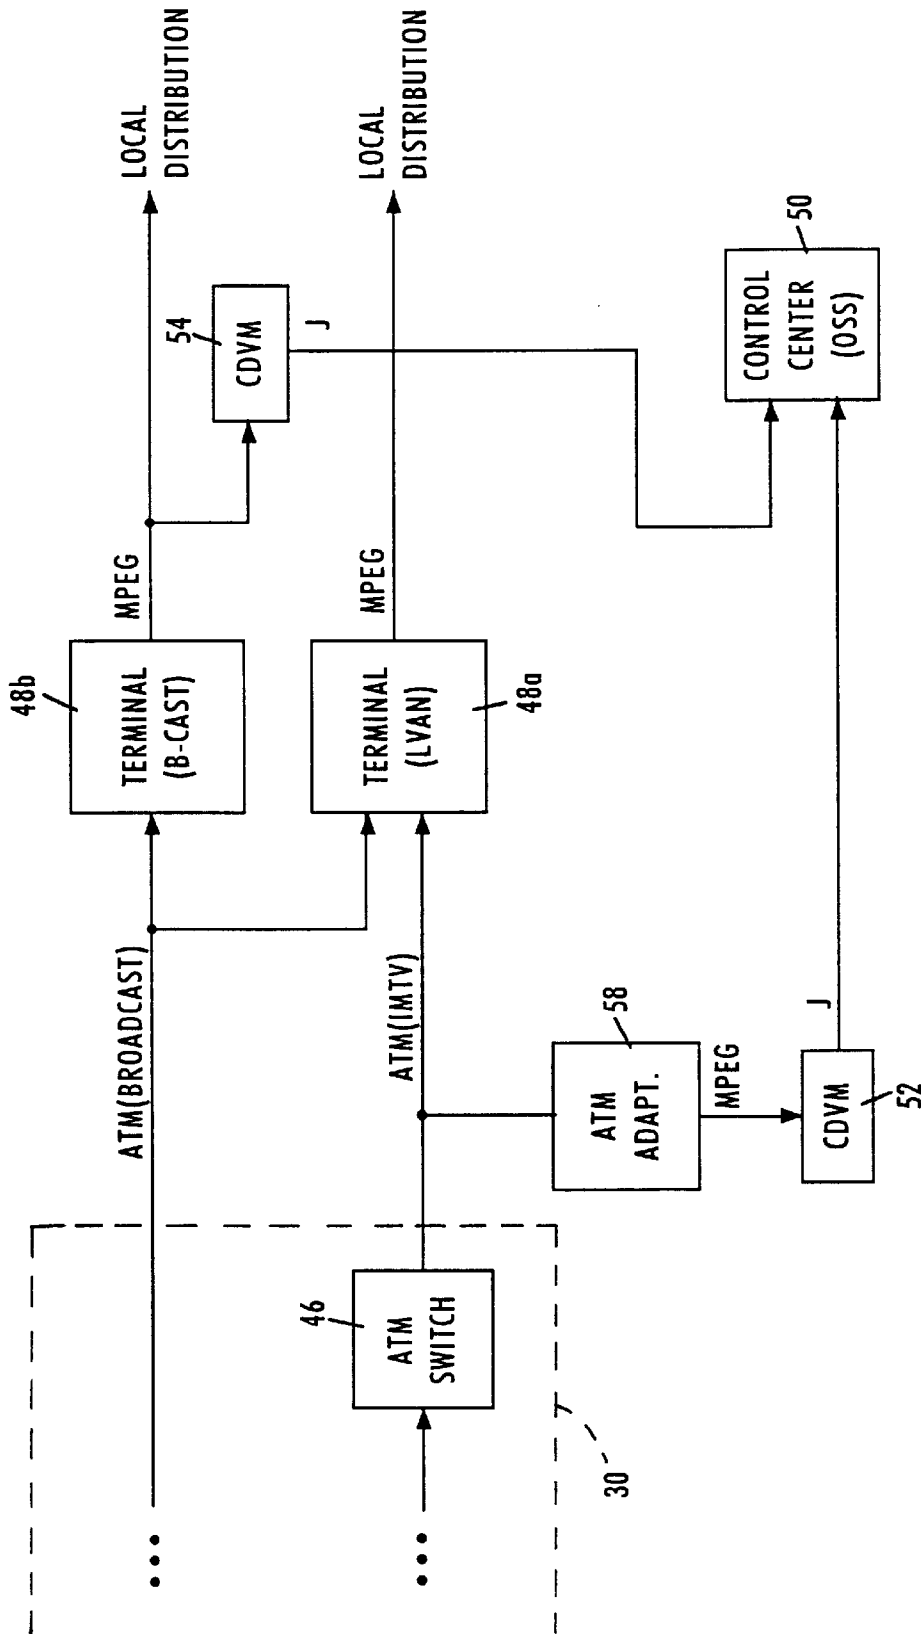 LOCAL
DISTRIBUTION
LOCAL
DISTRIBUTION
54
CDVM
J
50
CONTROL
CENTER
(OSS)
MPEG
MPEG
48b
TERMINAL
(B-CAST)
TERMINAL
(LVAN)
48a
ATM(BROADCAST)
ATM(IMTV)
58
ATM
ADAPT.
MPEG
J
CDVM
52
46
ATM
SWITCH
30